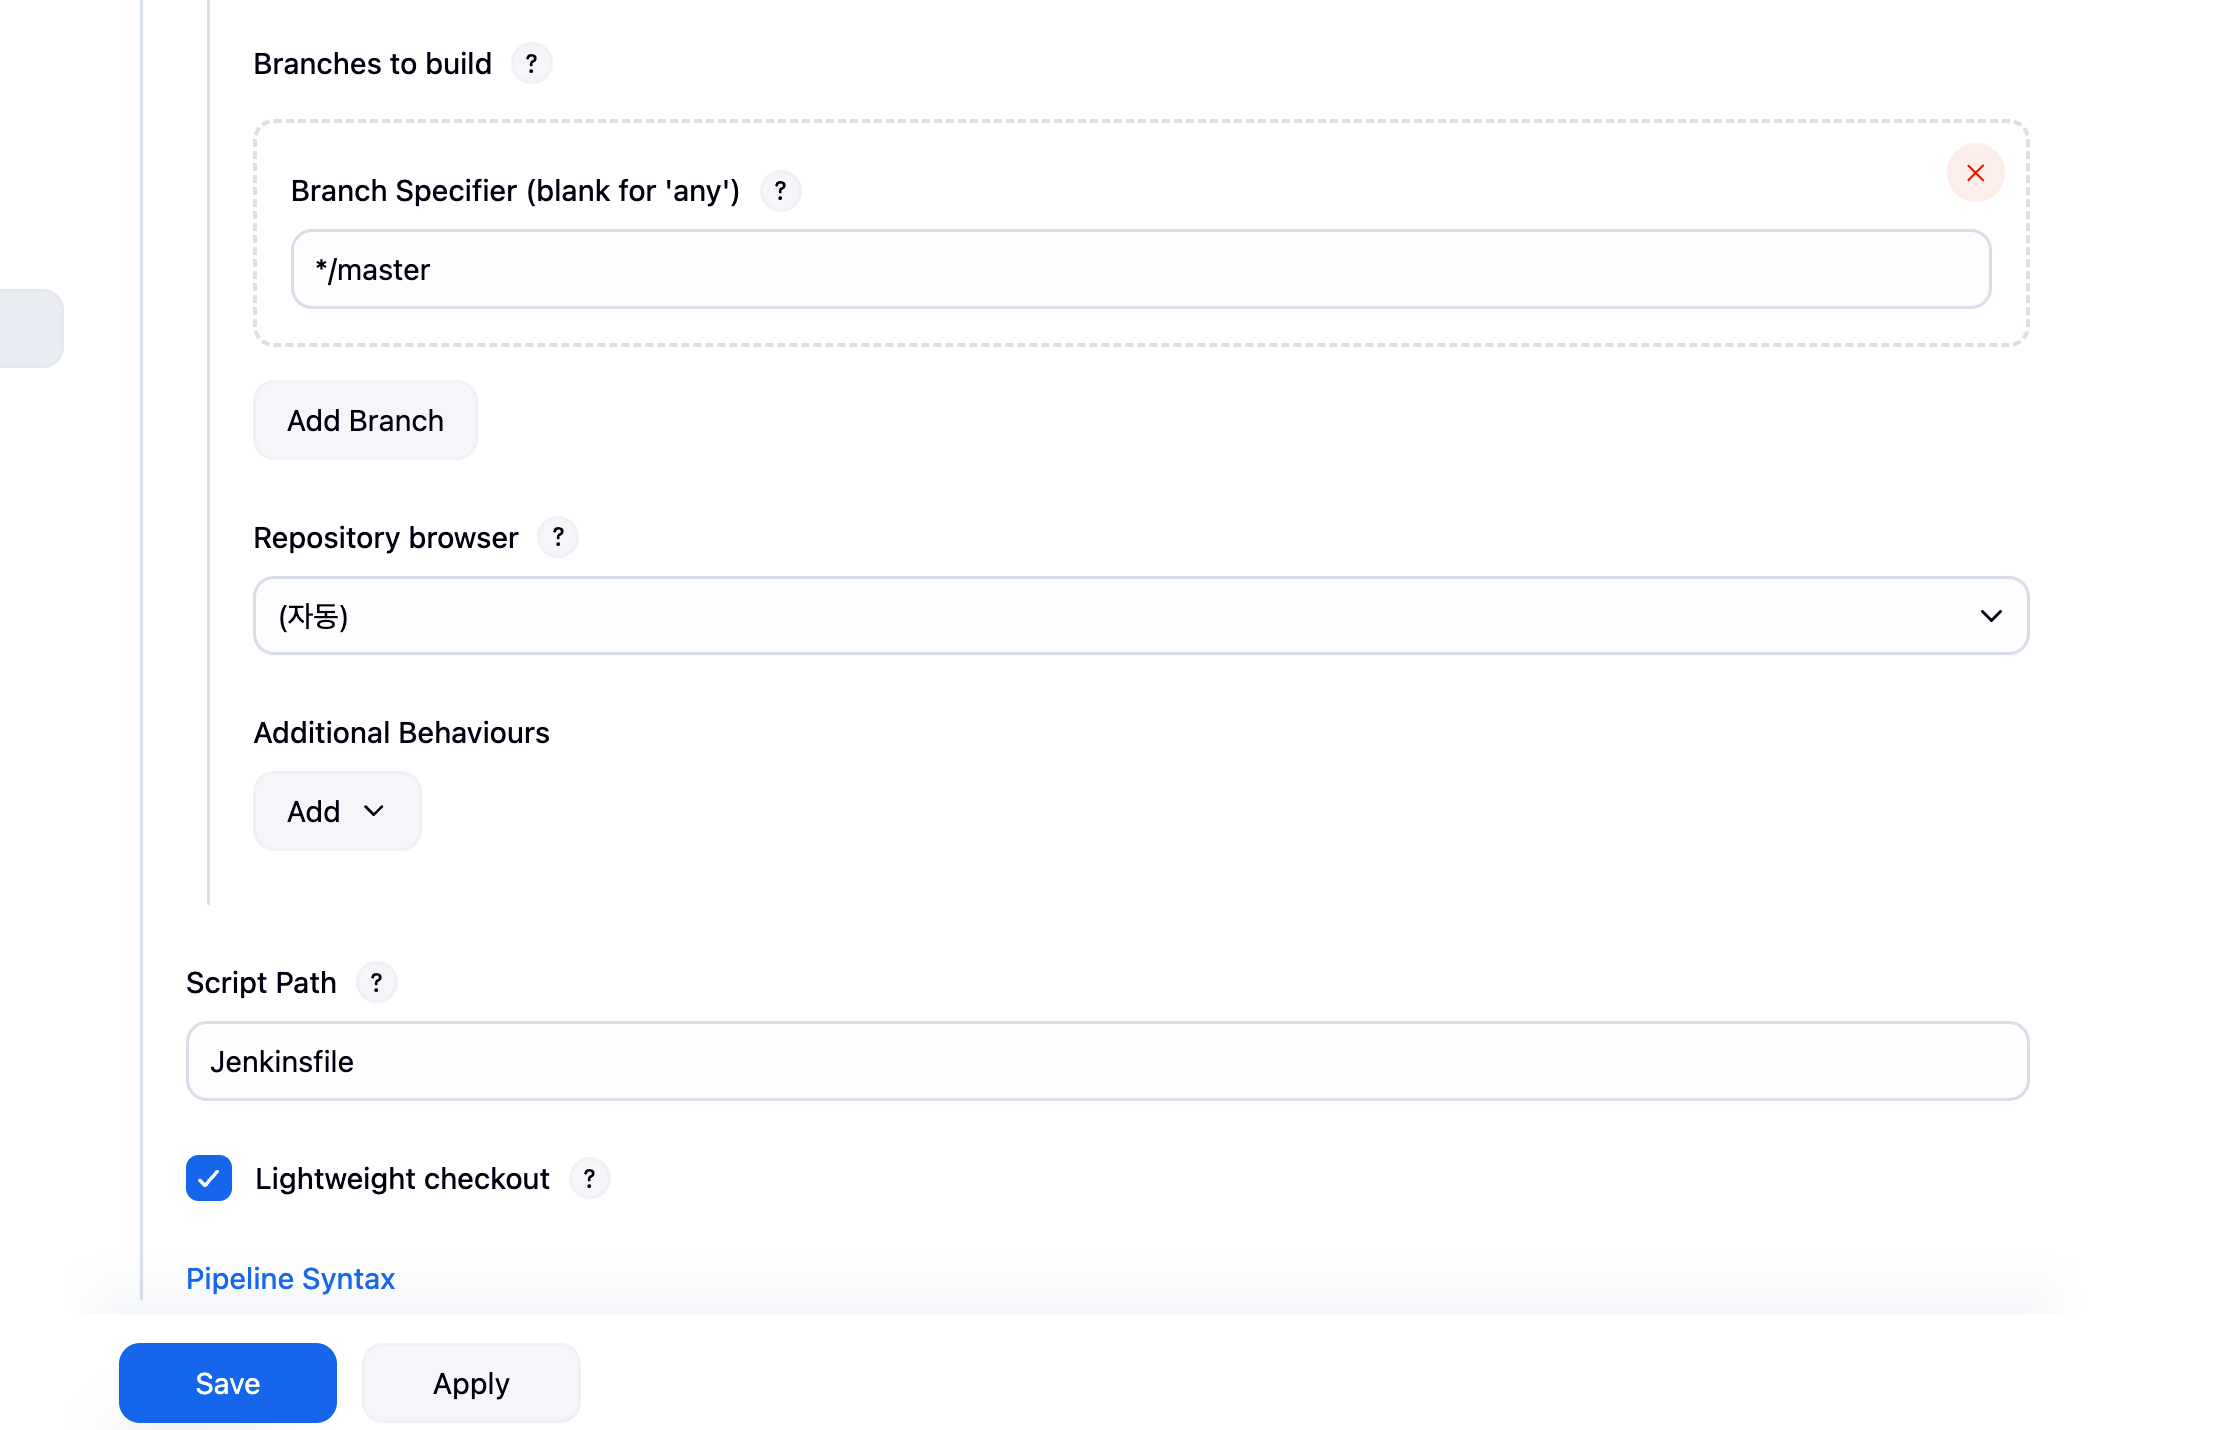 Branches to build ?
Branch Specifier (blank for 'any') ?
*/master
Add Branch
Repository browser ?
(자동)
Additional Behaviours
Add
Script Path ?
Jenkinsfile
Lightweight checkout ?
Pipeline Syntax
Save Apply